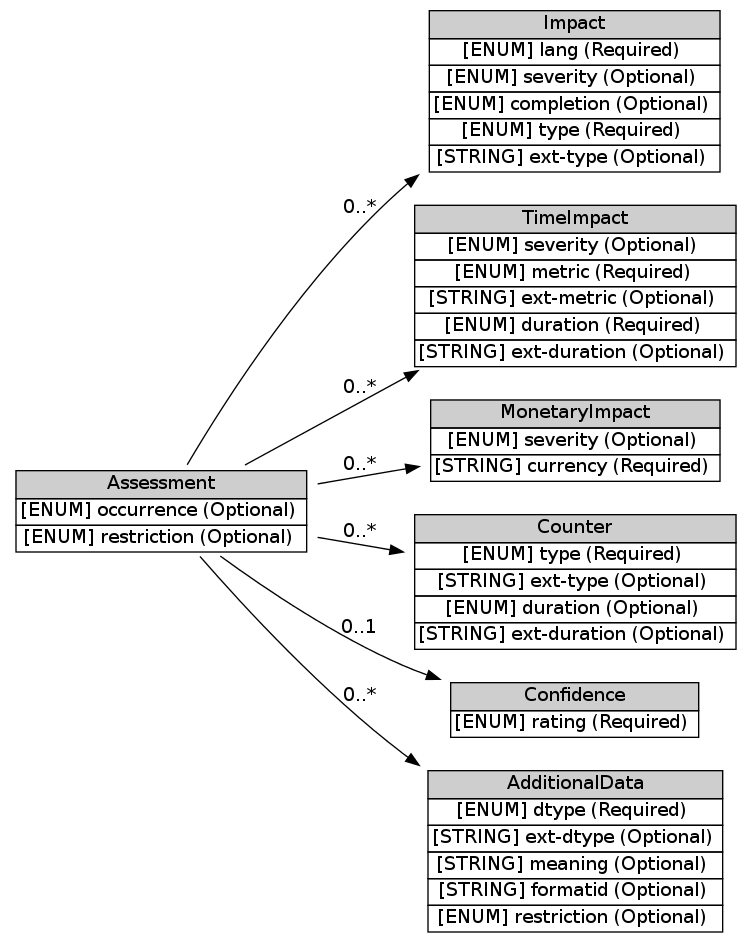 Impact
[ENUM] lang (Required)
[ENUM] severity (Optional)
[ENUM] completion (Optional)
[ENUM] type (Required)
[STRING] ext-type (Optional)
0..*
TimeImpact
[ENUM] severity (Optional)
[ENUM] metric (Required)
[STRING] ext-metric (Optional)
[ENUM] duration (Required)
[STRING] ext-duration (Optional)
0..*
MonetaryImpact
[ENUM] severity (Optional)
[STRING] currency (Required)
0..*
Assessment
[ENUM] occurrence (Optional)
[ENUM] restriction (Optional)
0..*
Counter
[ENUM] type (Required)
[STRING] ext-type (Optional)
[ENUM] duration (Optional)
[STRING] ext-duration (Optional)
0..1
Confidence
[ENUM] rating (Required)
0..*
AdditionalData
[ENUM] dtype (Required)
[STRING] ext-dtype (Optional)
[STRING] meaning (Optional)
[STRING] formatid (Optional)
[ENUM] restriction (Optional)